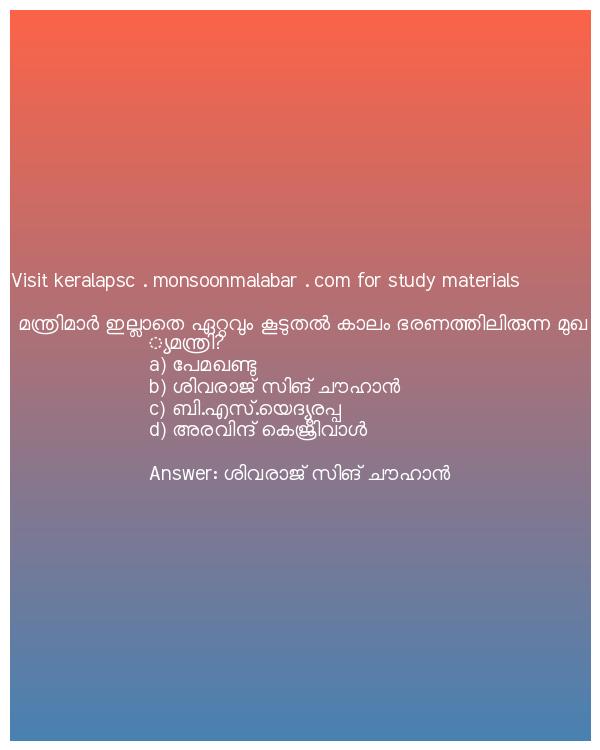 Visit keralapsc . monsoonmalabar . com for study materials
മന്ത്രിമാർ ഇല്ലാതെ ഏറ്റവും കൂടുതൽ കാലം ഭരണത്തിലിരുന്ന മുഖ
്യമന്ത്രി?
a) പേമഖണ്ടു
b) ശിവരാജ് സിങ് ചൗഹാൻ
c) ബി.എസ്.യെദ്യൂരപ്പ
d) അരവിന്ദ് കെജ്രിവാൾ
Answer: ശിവരാജ് സിങ് ചൗഹാൻ